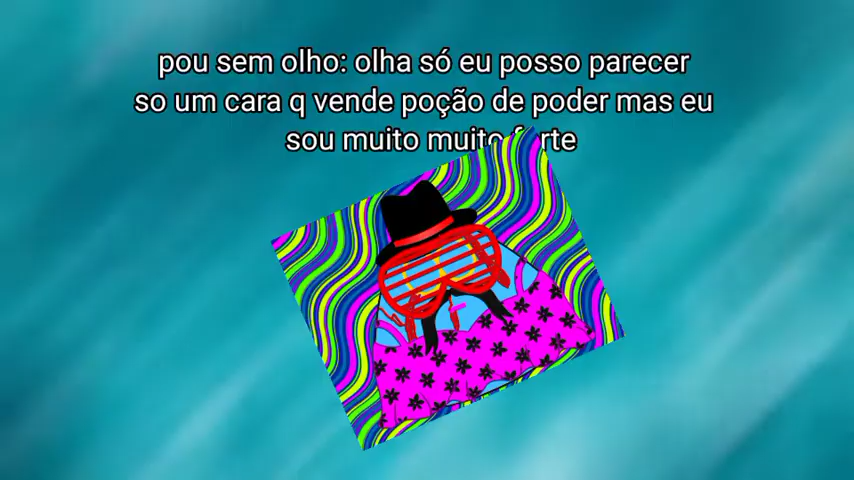 pou sem olho: olha só eu posso parecer
so um cara q vende poção de poder mas eu
sou muito muito forte